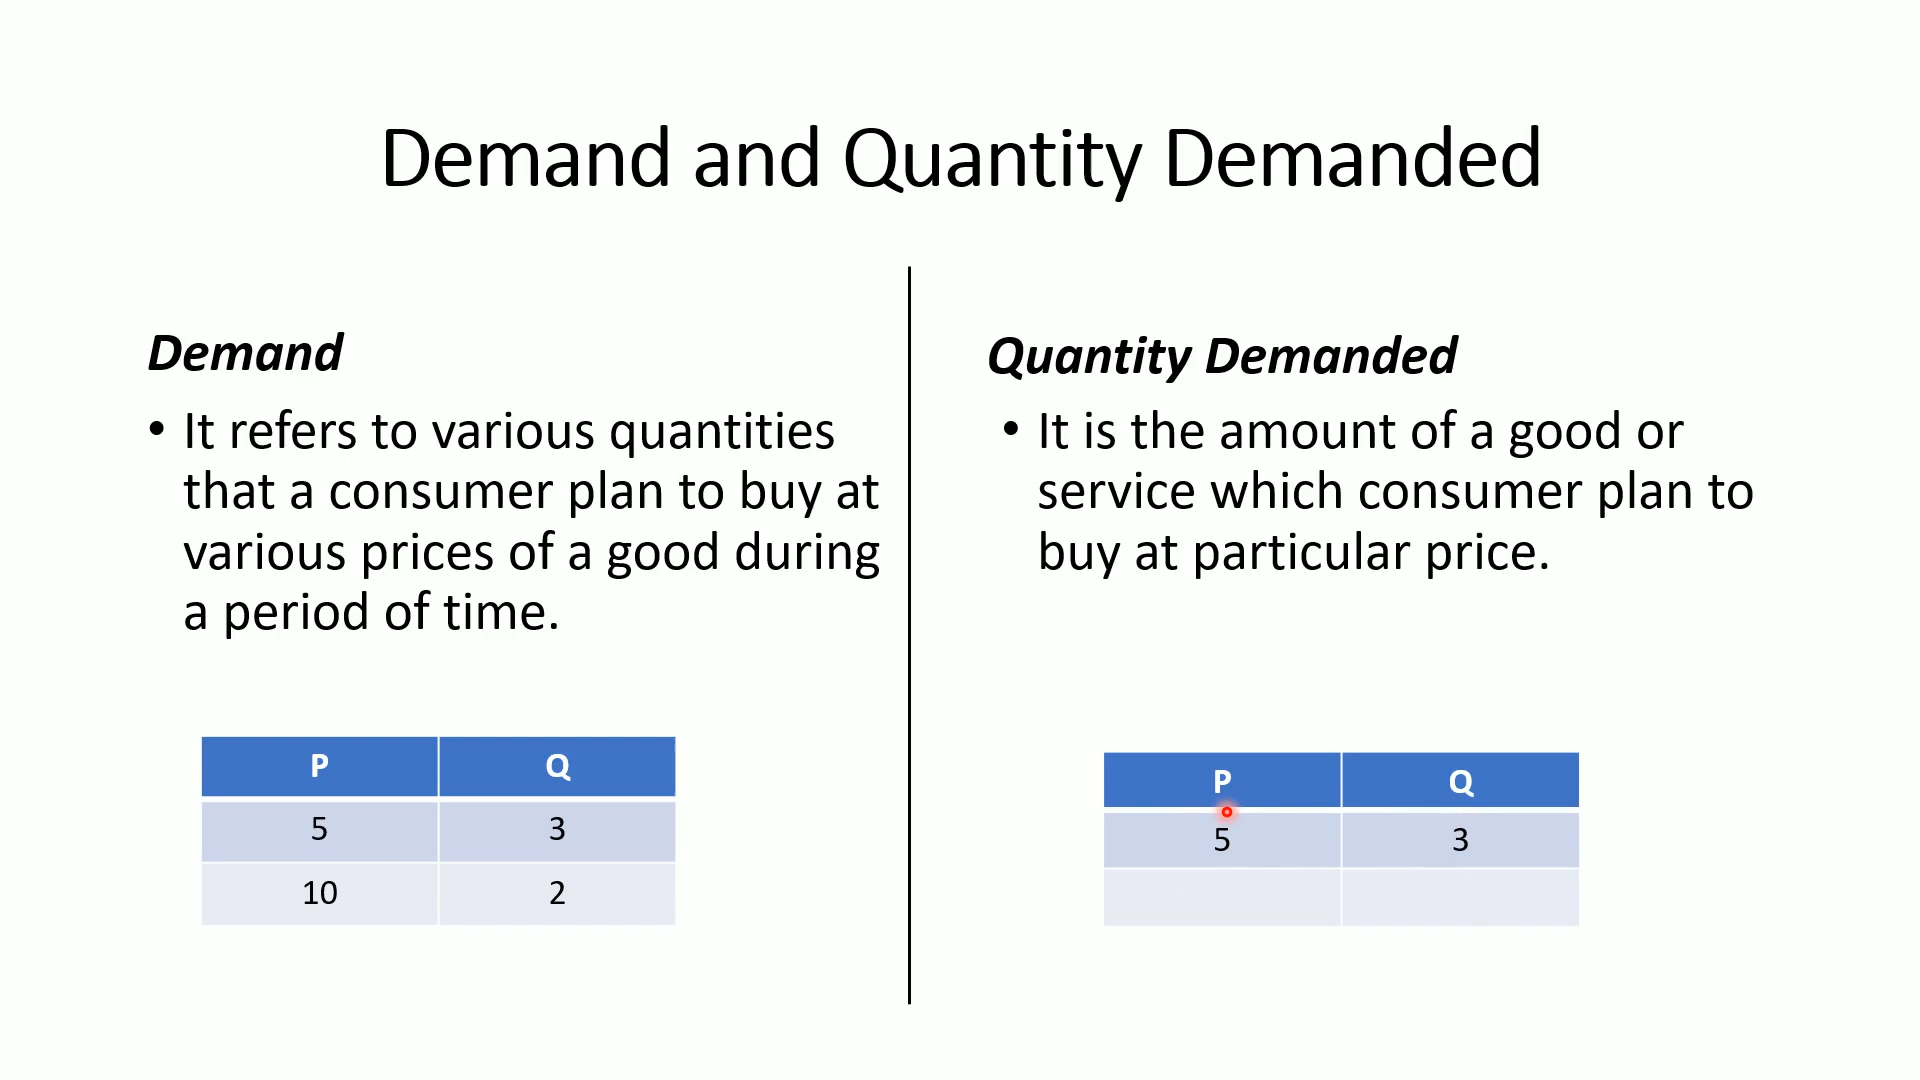 Demand and Quantity Demanded
Demand
• It refers to various quantities
that a consumer plan to buy at
various prices of a good during
a period of time.
P Q
5 3
10 2
Quantity Demanded
• It is the amount of a good or
service which consumer plan to
buy at particular price.
P Q
5 3